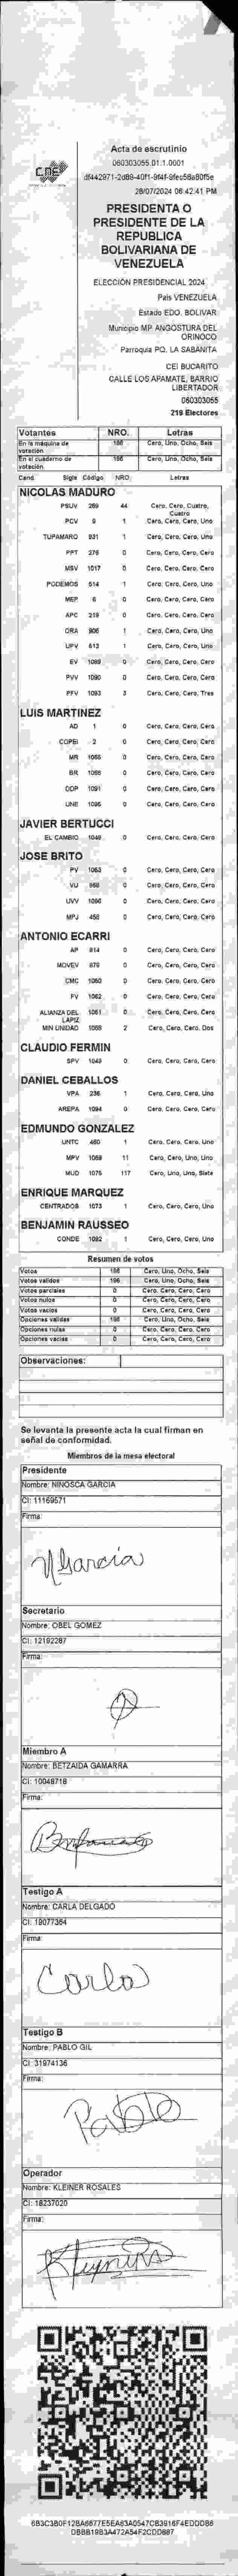 CNE
Acta de escrutinio
060303055.01.1.0001
28/07/2024 06:42:41 PM
PRESIDENTA O
PRESIDENTE DE LA
REPUBLICA
BOLIVARIANA DE
VENEZUELA
ELECCIÓN PRESIDENCIAL 2024
País VENEZUELA
Estado EDO. BOLIVAR
Municipio MP. ANGOSTURA DEL
ORINOCO
Parroquia PQ. LA SABANITA
CEI BUCARITO
CALLE LOS APAMATE, BARRIO
LIBERTADOR
060303055
219 Electores
Votantes NRO. Letras
En la máquina de votación 186 Cero, Uno, Ocho, Seis
En el cuaderno de votación 186 Cero, Uno, Ocho, Seis
Cand. Sigla Código NRO. Letras
NICOLAS MADURO
PSUV 269 44 Cero, Cero, Cuatro, Cuatro
PCV 9 1 Cero, Cero, Cero, Uno
TUPAMARO 931 1 Cero, Cero, Cero, Uno
PPT 276 0 Cero, Cero, Cero, Cero
MSV 1017 0 Cero, Cero, Cero, Cero
PODEMOS 514 1 Cero, Cero, Cero, Uno
MEP 6 0 Cero, Cero, Cero, Cero
APC 219 0 Cero, Cero, Cero, Cero
ORA 906 1 Cero, Cero, Cero, Uno
UPV 613 1 Cero, Cero, Cero, Uno
EV 1089 0 Cero, Cero, Cero, Cero
PVV 1090 0 Cero, Cero, Cero, Cero
PFV 1093 3 Cero, Cero, Cero, Tres
LUIS MARTINEZ
AD 1 0 Cero, Cero, Cero, Cero
COPEI 2 0 Cero, Cero, Cero, Cero
MR 1065 0 Cero, Cero, Cero, Cero
BR 1066 0 Cero, Cero, Cero, Cero
DDP 1091 0 Cero, Cero, Cero, Cero
UNE 1095 0 Cero, Cero, Cero, Cero
JAVIER BERTUCCI
EL CAMBIO 1048 0 Cero, Cero, Cero, Cero
JOSE BRITO
PV 1063 0 Cero, Cero, Cero, Cero
VU 958 0 Cero, Cero, Cero, Cero
UVV 1096 0 Cero, Cero, Cero, Cero
MPJ 458 0 Cero, Cero, Cero, Cero
ANTONIO ECARRI
AP 814 0 Cero, Cero, Cero, Cero
MOVEV 879 0 Cero, Cero, Cero, Cero
CMC 1060 0 Cero, Cero, Cero, Cero
FV 1062 0 Cero, Cero, Cero, Cero
ALIANZA DEL LAPIZ 1061 0 Cero, Cero, Cero, Cero
MIN UNIDAD 1068 2 Cero, Cero, Cero, Dos
CLAUDIO FERMIN
SPV 1049 0 Cero, Cero, Cero, Cero
DANIEL CEBALLOS
VPA 236 1 Cero, Cero, Cero, Uno
AREPA 1094 0 Cero, Cero, Cero, Cero
EDMUNDO GONZALEZ
UNTC 460 1 Cero, Cero, Cero, Uno
MPV 1069 11 Cero, Cero, Uno, Uno
MUD 1075 117 Cero, Uno, Uno, Siete
ENRIQUE MARQUEZ
CENTRADOS 1073 1 Cero, Cero, Cero, Uno
BENJAMIN RAUSSEO
CONDE 1092 1 Cero, Cero, Cero, Uno
Resumen de votos
Votos 186 Cero, Uno, Ocho, Seis
Votos validos 186 Cero, Uno, Ocho, Seis
Votos parciales 0 Cero, Cero, Cero, Cero
Votos nulos 0 Cero, Cero, Cero, Cero
Votos vacios 0 Cero, Cero, Cero, Cero
Opciones validas 186 Cero, Uno, Ocho, Seis
Opciones nulas 0 Cero, Cero, Cero, Cero
Opciones vacias 0 Cero, Cero, Cero, Cero
Observaciones:
Se levanta la presente acta la cual firman en
señal de conformidad.
Miembros de la mesa electoral
Presidente
Nombre: NINOSCA GARCIA
CI: 11169571
Firma:
NGarcia
Secretario
Nombre: OBEL GOMEZ
CI: 12192287
Firma:
Miembro A
Nombre: BETZAIDA GAMARRA
CI: 10048718
Firma:
Testigo A
Nombre: CARLA DELGADO
CI: 19077364
Firma:
Carla
Testigo B
Nombre: PABLO GIL
CI: 31974136
Firma:
Pablo
Operador
Nombre: KLEINER ROSALES
CI: 18237020
Firma: